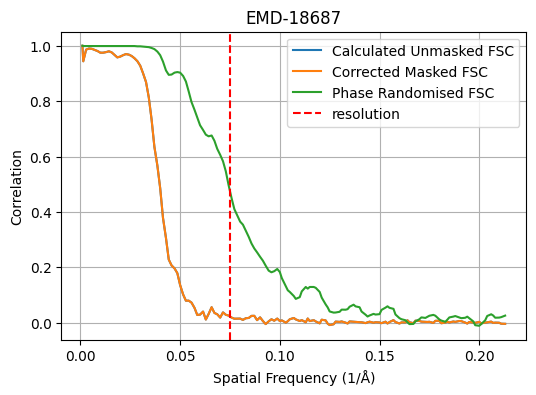 EMD-18687
Calculated Unmasked FSC
Corrected Masked FSC
Phase Randomised FSC
resolution
Correlation
1.0
0.8
0.6
0.4
0.2
0.0
0.00 0.05 0.10 0.15 0.20
Spatial Frequency (1/Å)